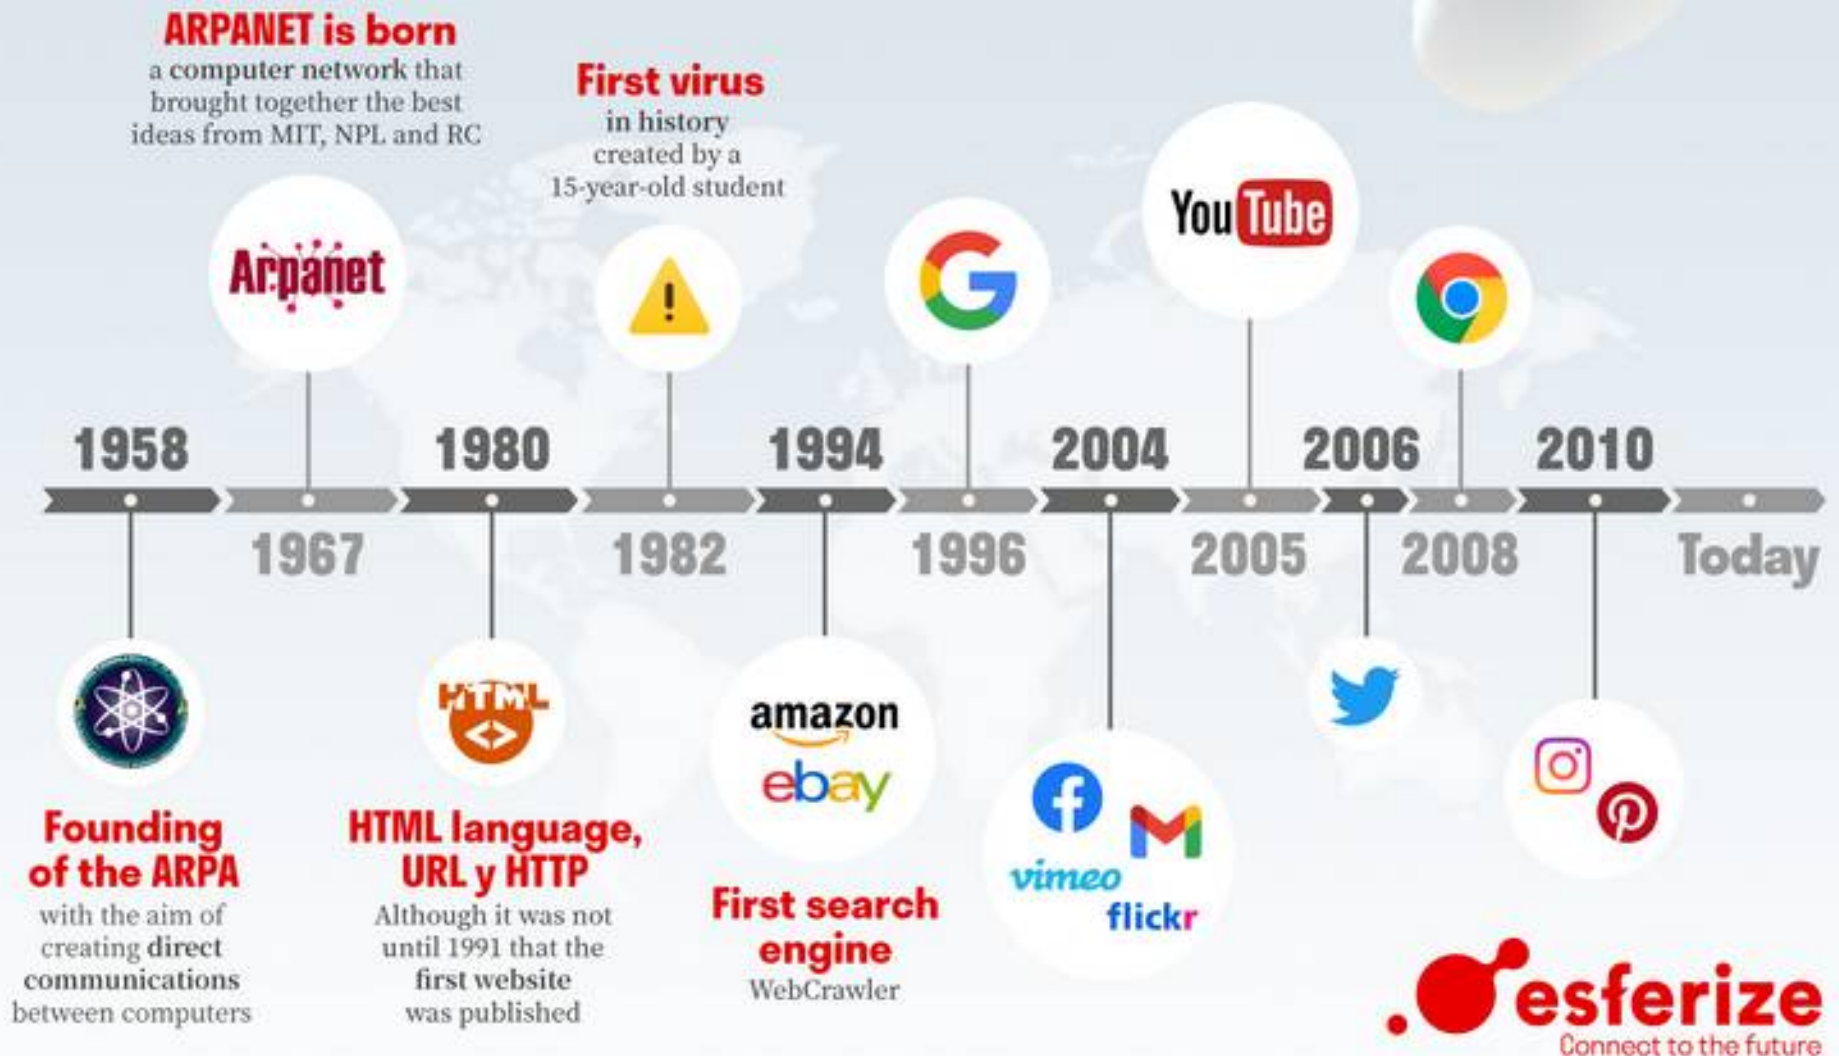 ARPANET is born
a computer network that
brought together the best
ideas from MIT, NPL and RC
Arpanet
First virus
in history
created by a
15-year-old student
YouTube
1958
1967
1980
1982
1994
1996
2004
2005
2006
2008
2010
Today
Founding
of the ARPA
with the aim of
creating direct
communications
between computers
HTML
HTML language,
URL y HTTP
Although it was not
until 1991 that the
first website
was published
amazon
ebay
First search
engine
WebCrawler
vimeo
flickr
esferize
Connect to the future